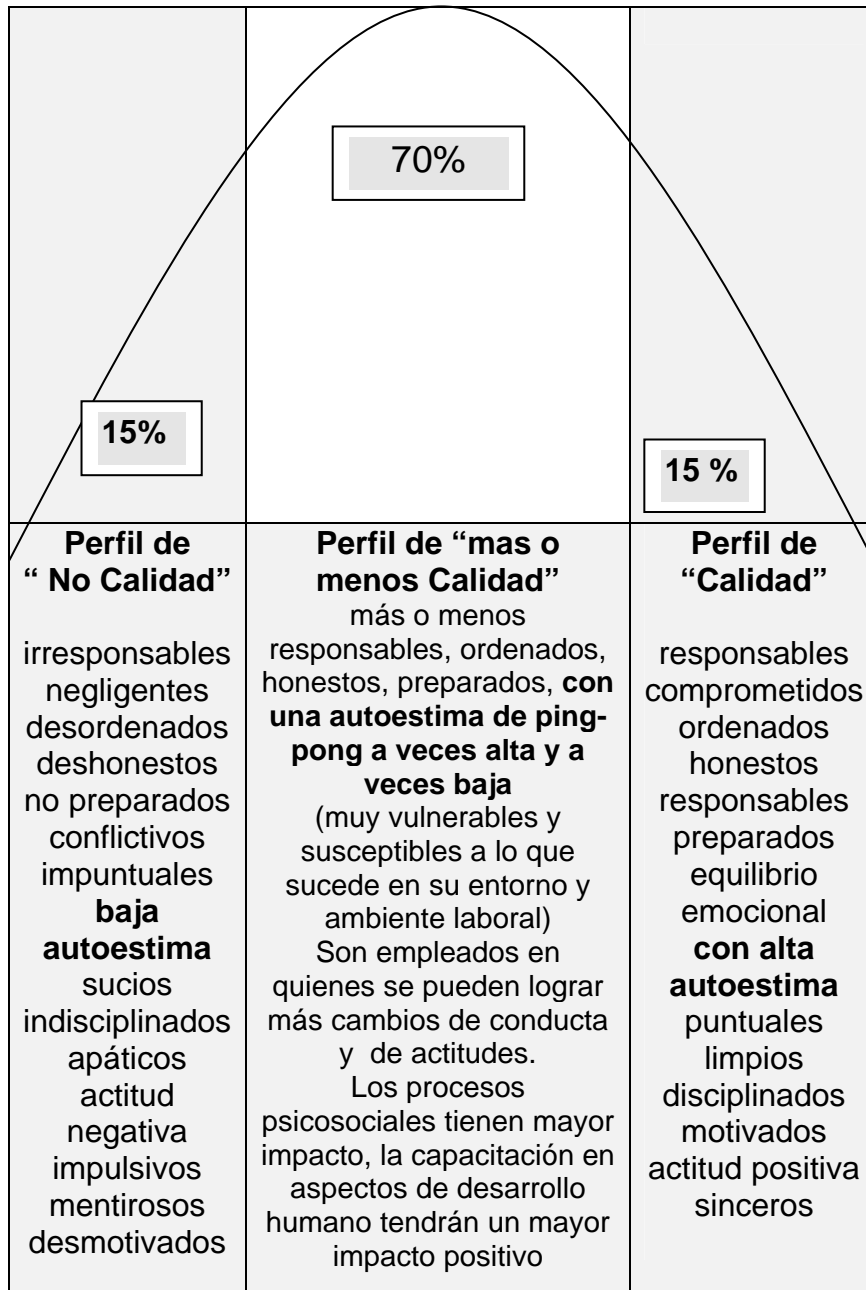 70%
15%
15 %
Perfil de
“ No Calidad”
irresponsables
negligentes
desordenados
deshonestos
no preparados
conflictivos
impuntuales
baja
autoestima
sucios
indisciplinados
apáticos
actitud
negativa
impulsivos
mentirosos
desmotivados
Perfil de “mas o
menos Calidad”
más o menos
responsables, ordenados,
honestos, preparados, con
una autoestima de ping-
pong a veces alta y a
veces baja
(muy vulnerables y
susceptibles a lo que
sucede en su entorno y
ambiente laboral)
Son empleados en
quienes se pueden lograr
más cambios de conducta
y de actitudes.
Los procesos
psicosociales tienen mayor
impacto, la capacitación en
aspectos de desarrollo
humano tendrán un mayor
impacto positivo
Perfil de
“Calidad”
responsables
comprometidos
ordenados
honestos
responsables
preparados
equilibrio
emocional
con alta
autoestima
puntuales
limpios
disciplinados
motivados
actitud positiva
sinceros